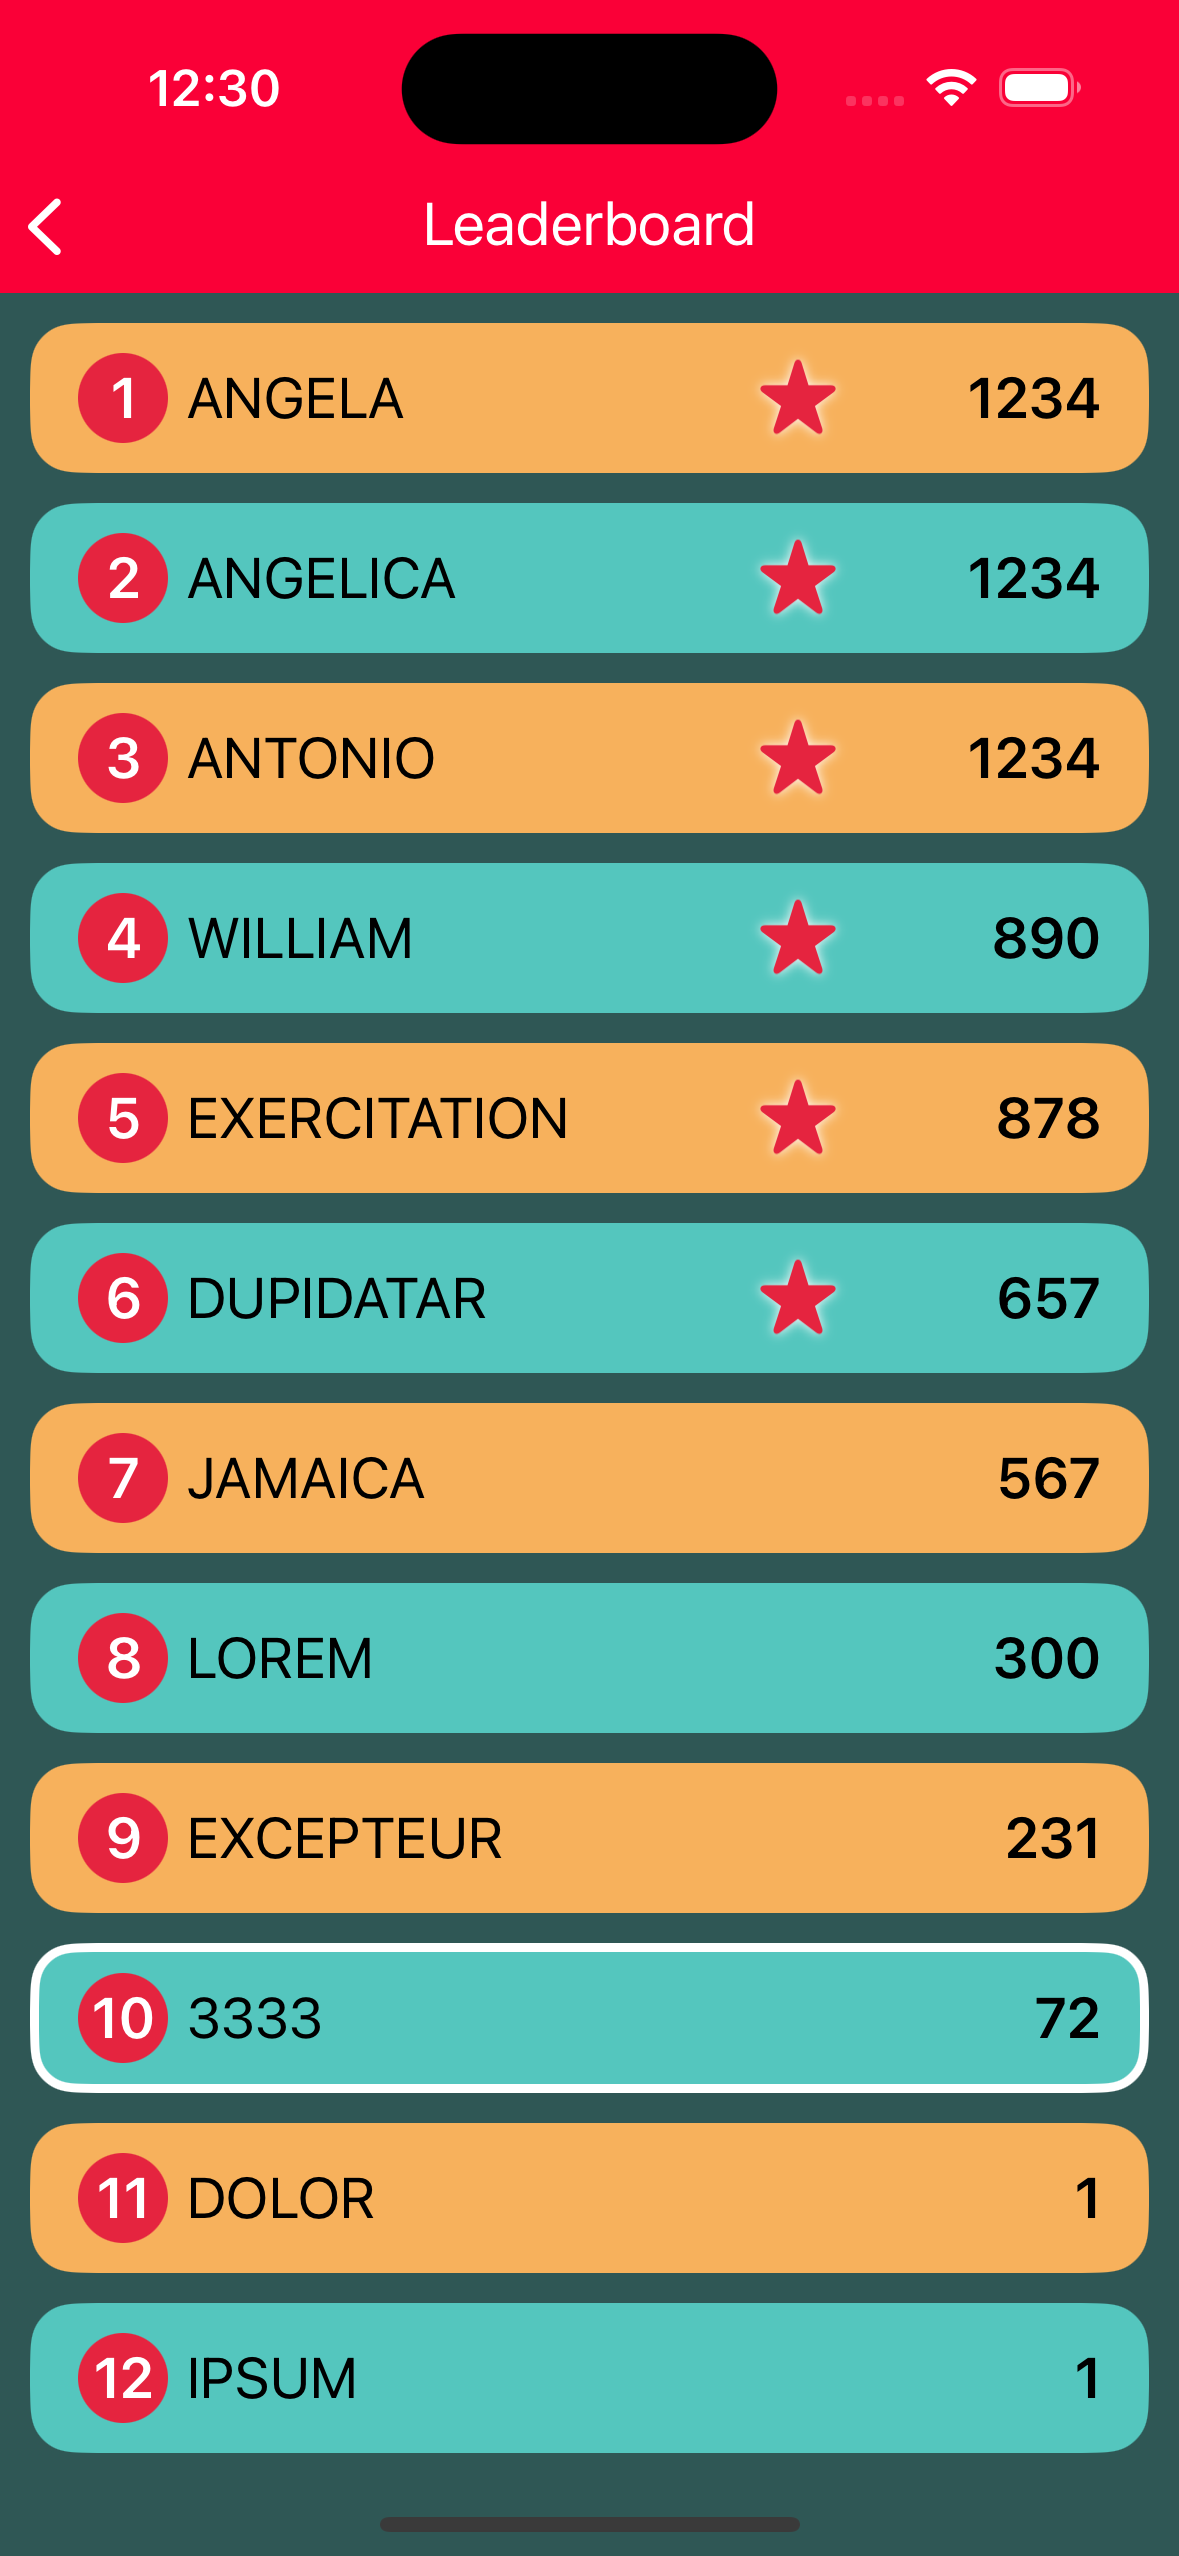 12:30
Leaderboard
1 ANGELA 1234
2 ANGELICA 1234
3 ANTONIO 1234
4 WILLIAM 890
5 EXERCITATION 878
6 DUPIDATAR 657
7 JAMAICA 567
8 LOREM 300
9 EXCEPTEUR 231
10 3333 72
11 DOLOR 1
12 IPSUM 1